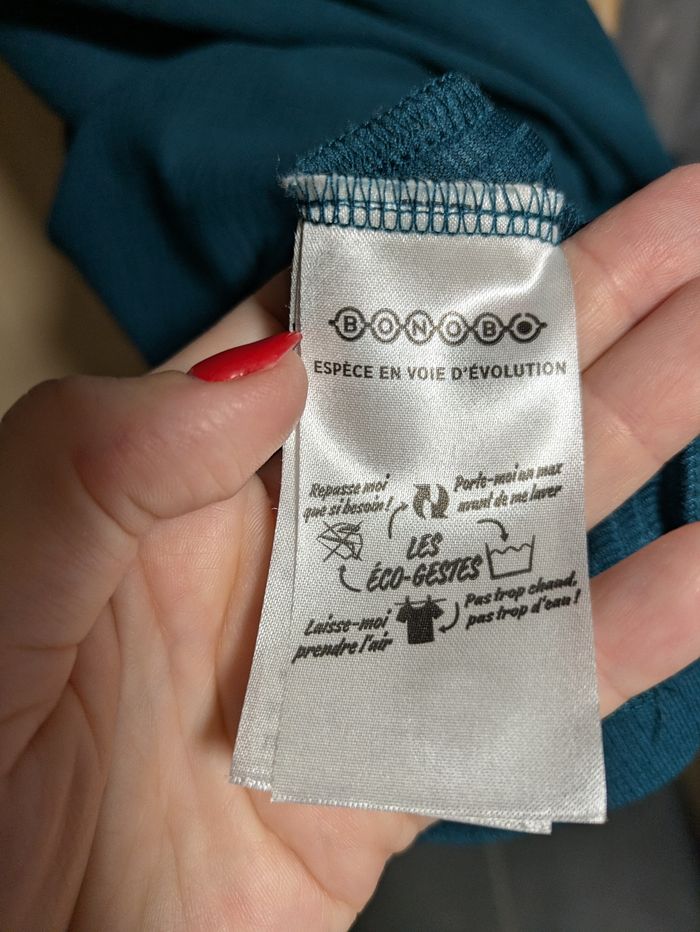 BONOBO
ESPÈCE EN VOIE D'ÉVOLUTION
Repasse moi
que si besoin !
Porte-moi un max
avant de me laver
LES
ÉCO-GESTES
Pas trop chaud,
pas trop d'eau !
Laisse-moi
prendre l'air